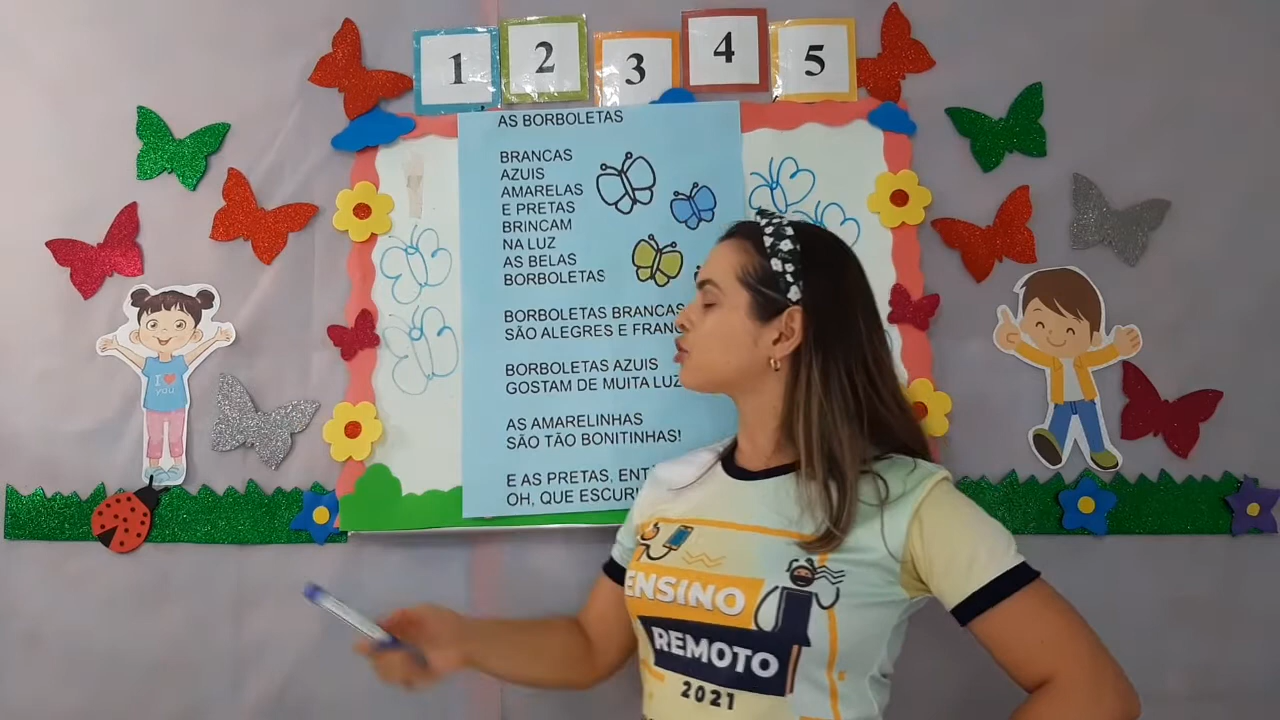 1 2 3 4 5
AS BORBOLETAS
BRANCAS
AZUIS
AMARELAS
E PRETAS
BRINCAM
NA LUZ
AS BELAS
BORBOLETAS
BORBOLETAS BRANCAS
SÃO ALEGRES E
BORBOLETAS AZUIS
GOSTAM DE MUITA LUZ
AS AMARELINHAS
SÃO TÃO BONITINHAS!
E AS PRETAS,
OH, QUE
I ❤ you
ENSINO
REMOTO
2021